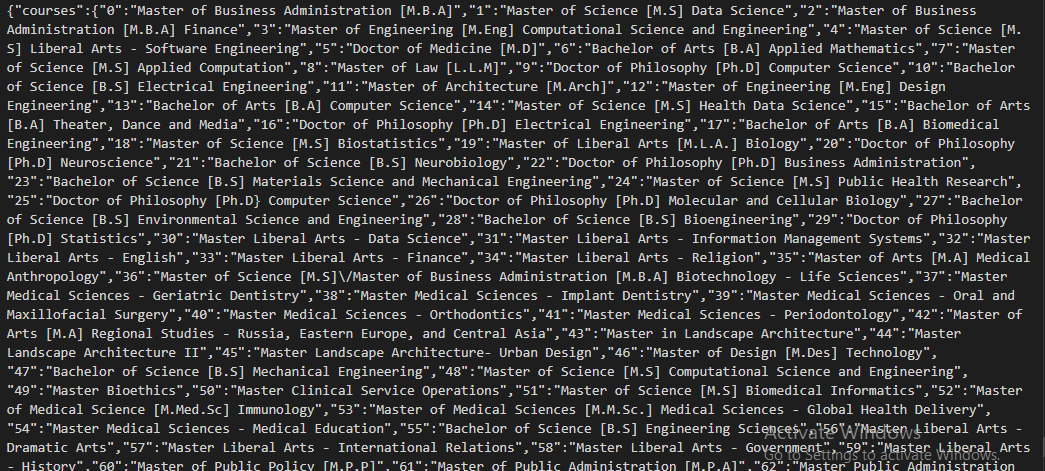 {"courses":{"0":"Master of Business Administration [M.B.A]","1":"Master of Science [M.S] Data Science","2":"Master of Business
Administration [M.B.A] Finance","3":"Master of Engineering [M.Eng] Computational Science and Engineering","4":"Master of Science [M.
S] Liberal Arts - Software Engineering","5":"Doctor of Medicine [M.D]","6":"Bachelor of Arts [B.A] Applied Mathematics","7":"Master
of Science [M.S] Applied Computation","8":"Master of Law [L.L.M]","9":"Doctor of Philosophy [Ph.D] Computer Science","10":"Bachelor
of Science [B.S] Electrical Engineering","11":"Master of Architecture [M.Arch]","12":"Master of Engineering [M.Eng] Design
Engineering","13":"Bachelor of Arts [B.A] Computer Science","14":"Master of Science [M.S] Health Data Science","15":"Bachelor of Arts
[B.A] Theater, Dance and Media","16":"Doctor of Philosophy [Ph.D] Electrical Engineering","17":"Bachelor of Arts [B.A] Biomedical
Engineering","18":"Master of Science [M.S] Biostatistics","19":"Master of Liberal Arts [M.L.A.] Biology","20":"Doctor of Philosophy
[Ph.D] Neuroscience","21":"Bachelor of Science [B.S] Neurobiology","22":"Doctor of Philosophy [Ph.D] Business Administration",
"23":"Bachelor of Science [B.S] Materials Science and Mechanical Engineering","24":"Master of Science [M.S] Public Health Research",
"25":"Doctor of Philosophy [Ph.D} Computer Science","26":"Doctor of Philosophy [Ph.D] Molecular and Cellular Biology","27":"Bachelor
of Science [B.S] Environmental Science and Engineering","28":"Bachelor of Science [B.S] Bioengineering","29":"Doctor of Philosophy
[Ph.D] Statistics","30":"Master Liberal Arts - Data Science","31":"Master Liberal Arts - Information Management Systems","32":"Master
Liberal Arts - English","33":"Master Liberal Arts - Finance","34":"Master Liberal Arts - Religion","35":"Master of Arts [M.A] Medical
Anthropology","36":"Master of Science [M.S]\/Master of Business Administration [M.B.A] Biotechnology - Life Sciences","37":"Master
Medical Sciences - Geriatric Dentistry","38":"Master Medical Sciences - Implant Dentistry","39":"Master Medical Sciences - Oral and
Maxillofacial Surgery","40":"Master Medical Sciences - Orthodontics","41":"Master Medical Sciences - Periodontology","42":"Master of
Arts [M.A] Regional Studies - Russia, Eastern Europe, and Central Asia","43":"Master in Landscape Architecture","44":"Master
Landscape Architecture II","45":"Master Landscape Architecture- Urban Design","46":"Master of Design [M.Des] Technology",
"47":"Bachelor of Science [B.S] Mechanical Engineering","48":"Master of Science [M.S] Computational Science and Engineering",
"49":"Master Bioethics","50":"Master Clinical Service Operations","51":"Master of Science [M.S] Biomedical Informatics","52":"Master
of Medical Science [M.Med.Sc] Immunology","53":"Master of Medical Sciences [M.M.Sc.] Medical Sciences - Global Health Delivery",
"54":"Master Medical Sciences - Medical Education","55":"Bachelor of Science [B.S] Engineering Sciences","56":"Master Liberal Arts -
Dramatic Arts","57":"Master Liberal Arts - International Relations","58":"Master Liberal Arts - Government","59":"Master Liberal Arts
- History","60":"Master of Public Policy [M.P.P]","61":"Master of Public Administration [M.P.A]","62":"Master Public Administration
Activate Windows
Go to Settings to activate Windows.